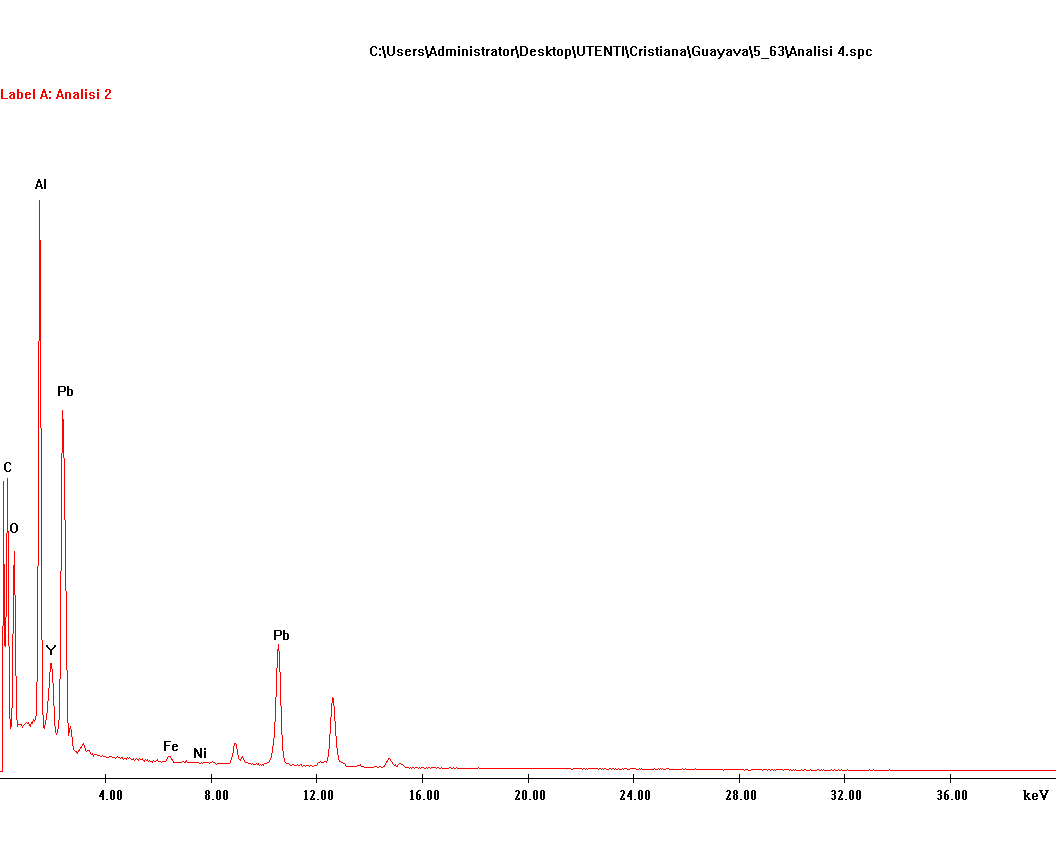 C:\Users\Administrator\Desktop\UTENTI\Cristiana\Guayava\5_63\Analisi 4.spc
Label A: Analisi 2
Al
Pb
C
O
Y
Pb
Fe
Ni
4.00 8.00 12.00 16.00 20.00 24.00 28.00 32.00 36.00 keV